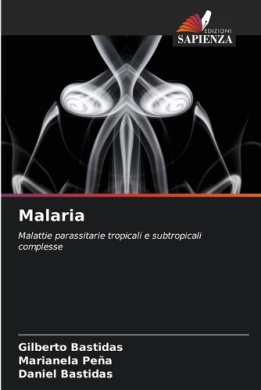 EDIZIONI
SAPIENZA
Malaria
Malattie parassitarie tropicali e subtropicali
complesse
Gilberto Bastidas
Marianela Peña
Daniel Bastidas